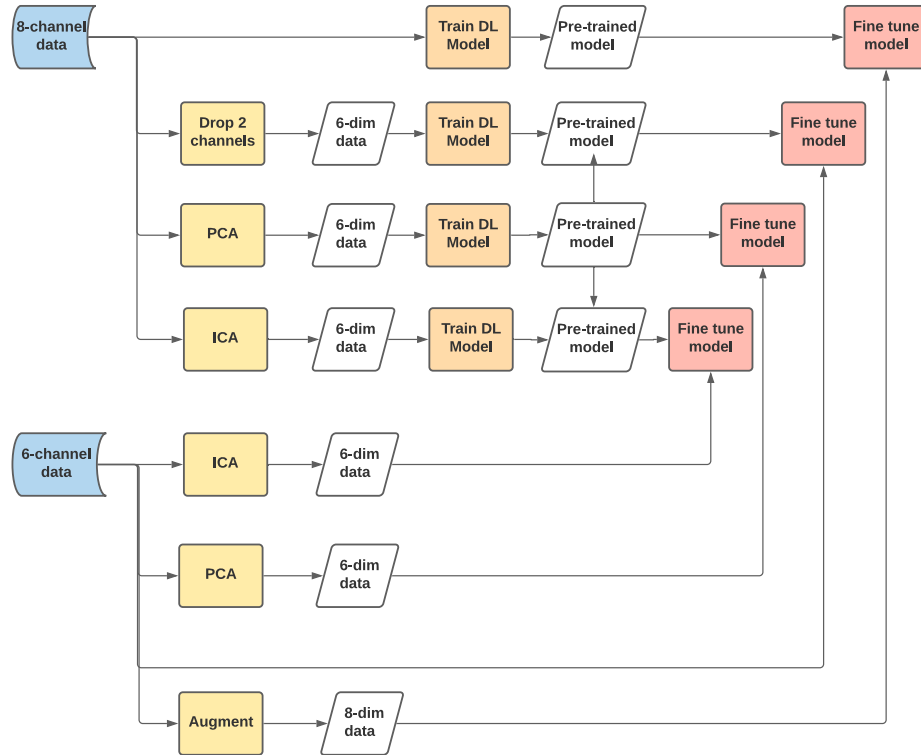 8-channel
data
Train DL
Model
Pre-trained
model
Fine tune
model
Drop 2
channels
6-dim
data
Train DL
Model
Pre-trained
model
Fine tune
model
PCA
6-dim
data
Train DL
Model
Pre-trained
model
Fine tune
model
ICA
6-dim
data
Train DL
Model
Pre-trained
model
Fine tune
model
6-channel
data
ICA
6-dim
data
PCA
6-dim
data
Augment
8-dim
data